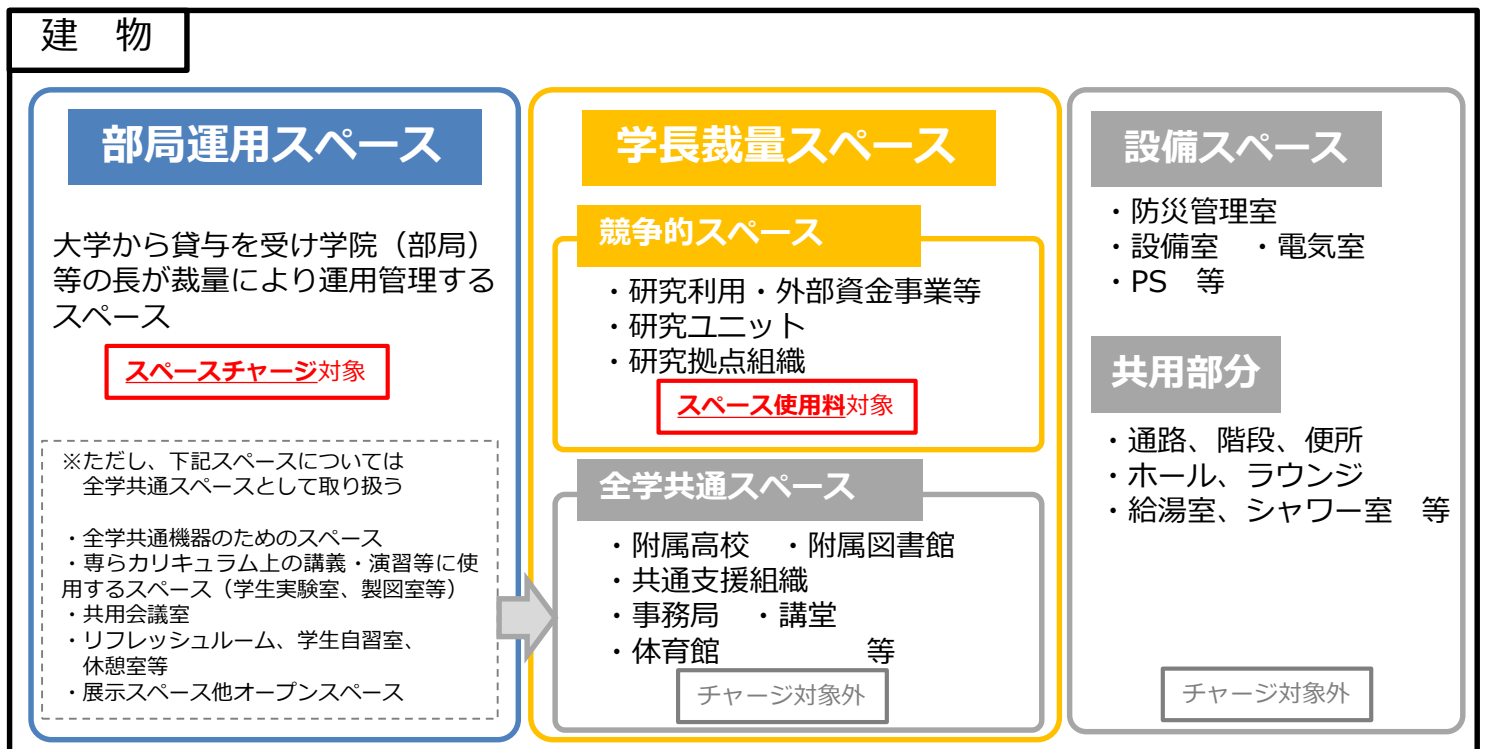 建　物
部局運用スペース
大学から貸与を受け学院（部局）
等の長が裁量により運用管理する
スペース
スペースチャージ対象
※ただし、下記スペースについては
全学共通スペースとして取り扱う
・全学共通機器のためのスペース
・専らカリキュラム上の講義・演習等に使
用するスペース（学生実験室、製図室等）
・共用会議室
・リフレッシュルーム、学生自習室、
休憩室等
・展示スペース他オープンスペース
学長裁量スペース
競争的スペース
・研究利用・外部資金事業等
・研究ユニット
・研究拠点組織
スペース使用料対象
全学共通スペース
・附属高校　・附属図書館
・共通支援組織
・事務局　・講堂
・体育館　　　　　等
チャージ対象外
設備スペース
・防災管理室
・設備室　・電気室
・PS　等
共用部分
・通路、階段、便所
・ホール、ラウンジ
・給湯室、シャワー室　等
チャージ対象外